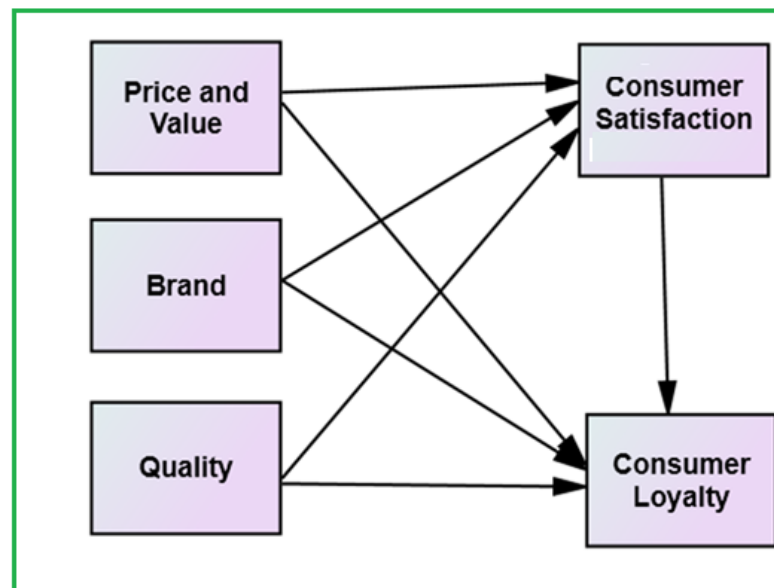 Price and
Value
Consumer
Satisfaction
Brand
Quality
Consumer
Loyalty